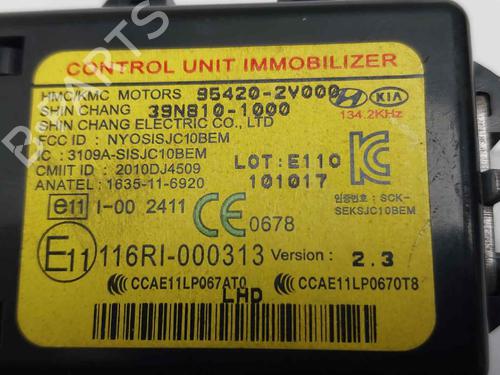 CONTROL UNIT IMMOBILIZER
HMC/KMC MOTORS 95420-2V000
SHIN CHANG 39N810-1000
SHIN CHANG ELECTRIC CO., LTD
HYUNDAI KIA
134.2KHz
FCC ID : NYOSISJC10BEM
IC : 3109A-SISJC10BEM
CMIIT ID : 2010DJ4509
ANATEL : 1635-11-6920
LOT:E110
101017
인증번호 : SCK-
SEKSJC10BEM
e11 I-00 2411
CE 0678
E11 116RI-000313 Version : 2.3
CCAE11LP067AT0 CCAE11LP0670T8
LHD